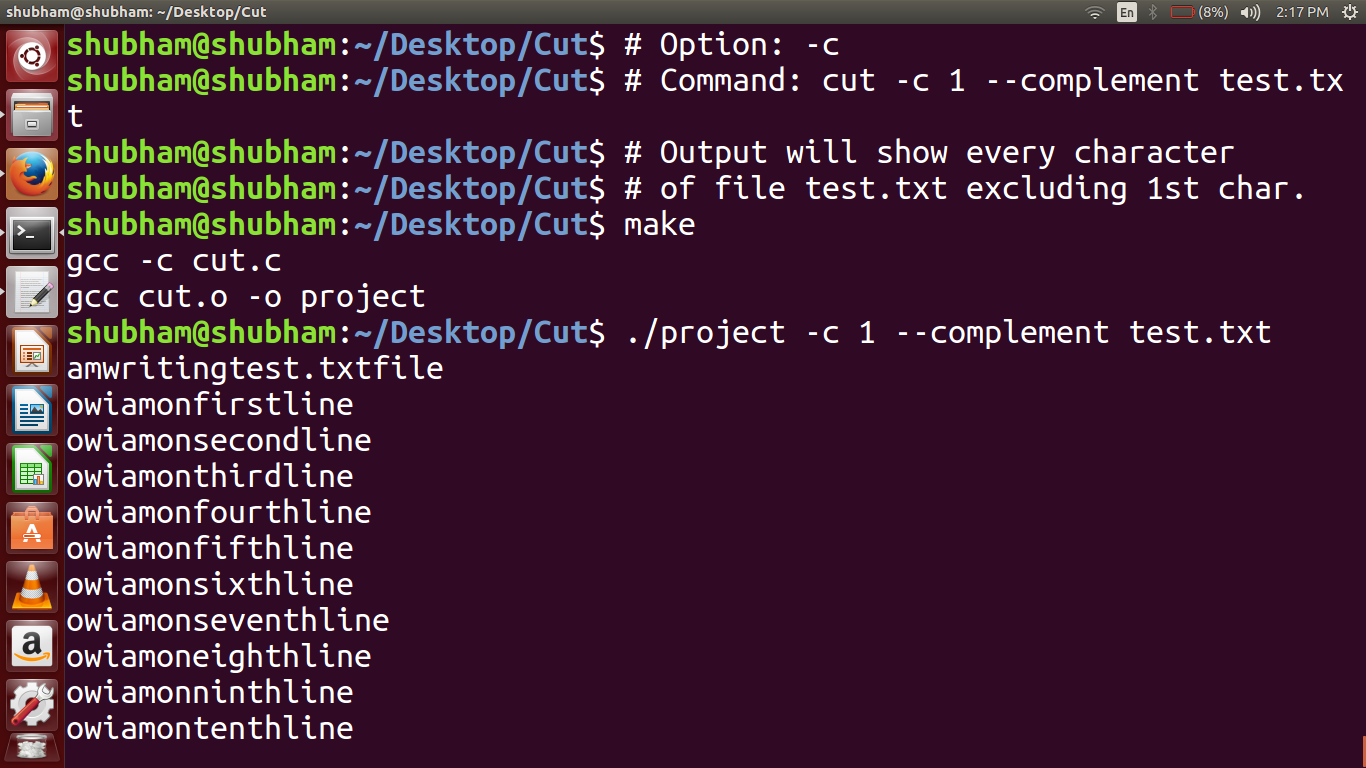 shubham@shubham: ~/Desktop/Cut En (8%) 2:17 PM
shubham@shubham:~/Desktop/Cut$ # Option: -c
shubham@shubham:~/Desktop/Cut$ # Command: cut -c 1 --complement test.tx
t
shubham@shubham:~/Desktop/Cut$ # Output will show every character
shubham@shubham:~/Desktop/Cut$ # of file test.txt excluding 1st char.
shubham@shubham:~/Desktop/Cut$ make
gcc -c cut.c
gcc cut.o -o project
shubham@shubham:~/Desktop/Cut$ ./project -c 1 --complement test.txt
amwritingtest.txtfile
owiamonfirstline
owiamonsecondline
owiamonthirdline
owiamonfourthline
owiamonfifthline
owiamonsixthline
owiamonseventhline
owiamoneighthline
owiamonninthline
owiamontenthline